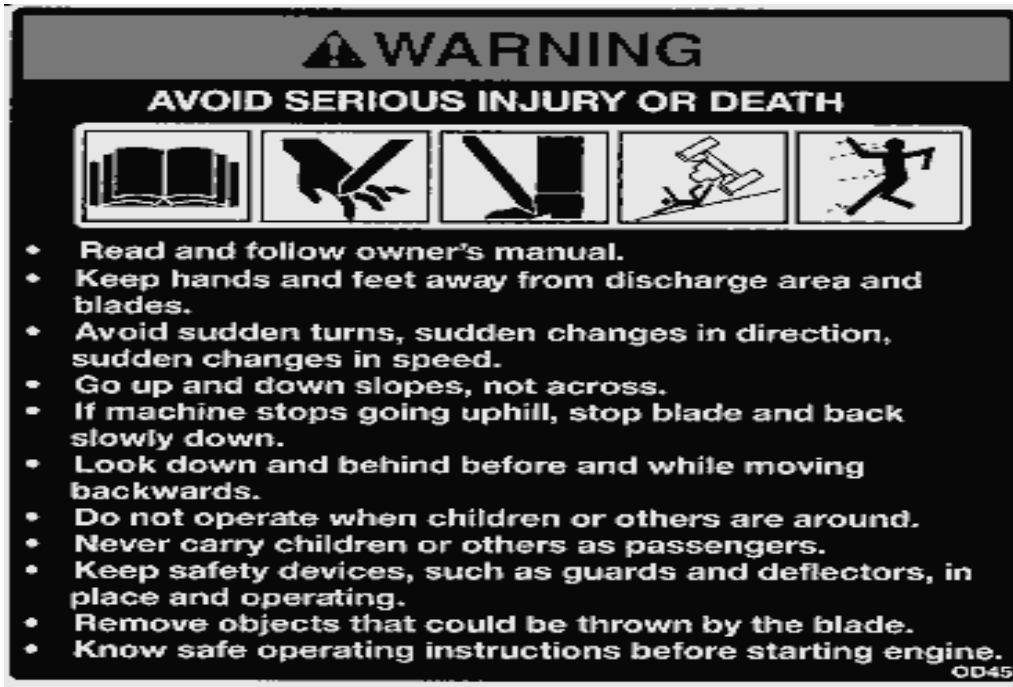 WARNING
AVOID SERIOUS INJURY OR DEATH
• Read and follow owner's manual.
• Keep hands and feet away from discharge area and
blades.
• Avoid sudden turns, sudden changes in direction,
sudden changes in speed.
• Go up and down slopes, not across.
• If machine stops going uphill, stop blade and back
slowly down.
• Look down and behind before and while moving
backwards.
• Do not operate when children or others are around.
• Never carry children or others as passengers.
• Keep safety devices, such as guards and deflectors, in
place and operating.
• Remove objects that could be thrown by the blade.
• Know safe operating instructions before starting engine.
OD45